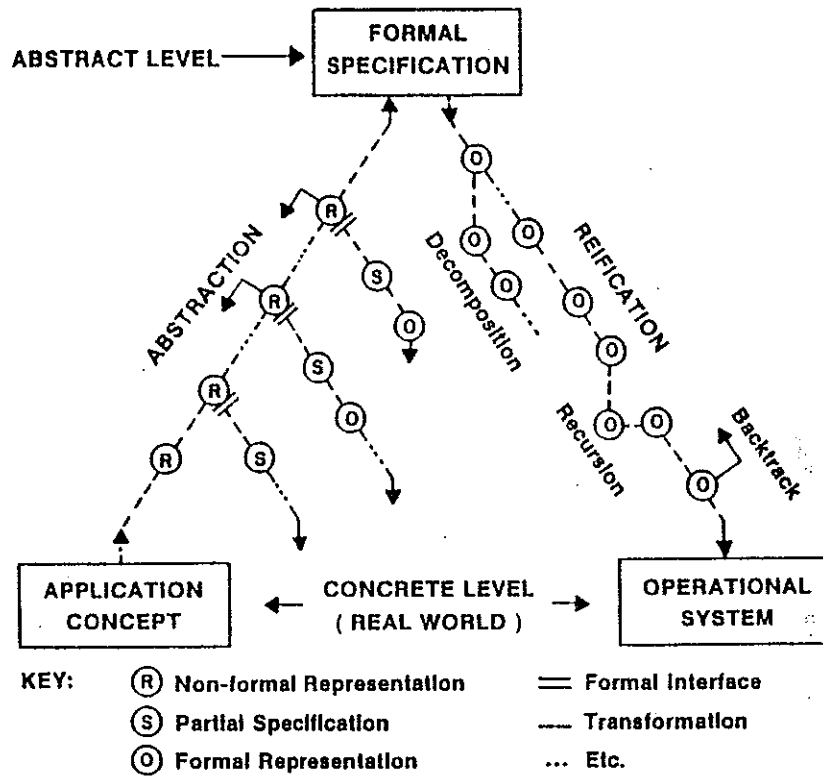 ABSTRACT LEVEL
FORMAL
SPECIFICATION
R
S
O
R
S
O
R
S
R
ABSTRACTION
O
O
O
O
O
O
O
O
O
Decomposition
REIFICATION
Recursion
Backtrack
APPLICATION
CONCEPT
CONCRETE LEVEL
( REAL WORLD )
OPERATIONAL
SYSTEM
KEY:
R Non-formal Representation
S Partial Specification
O Formal Representation
Formal Interface
Transformation
... Etc.